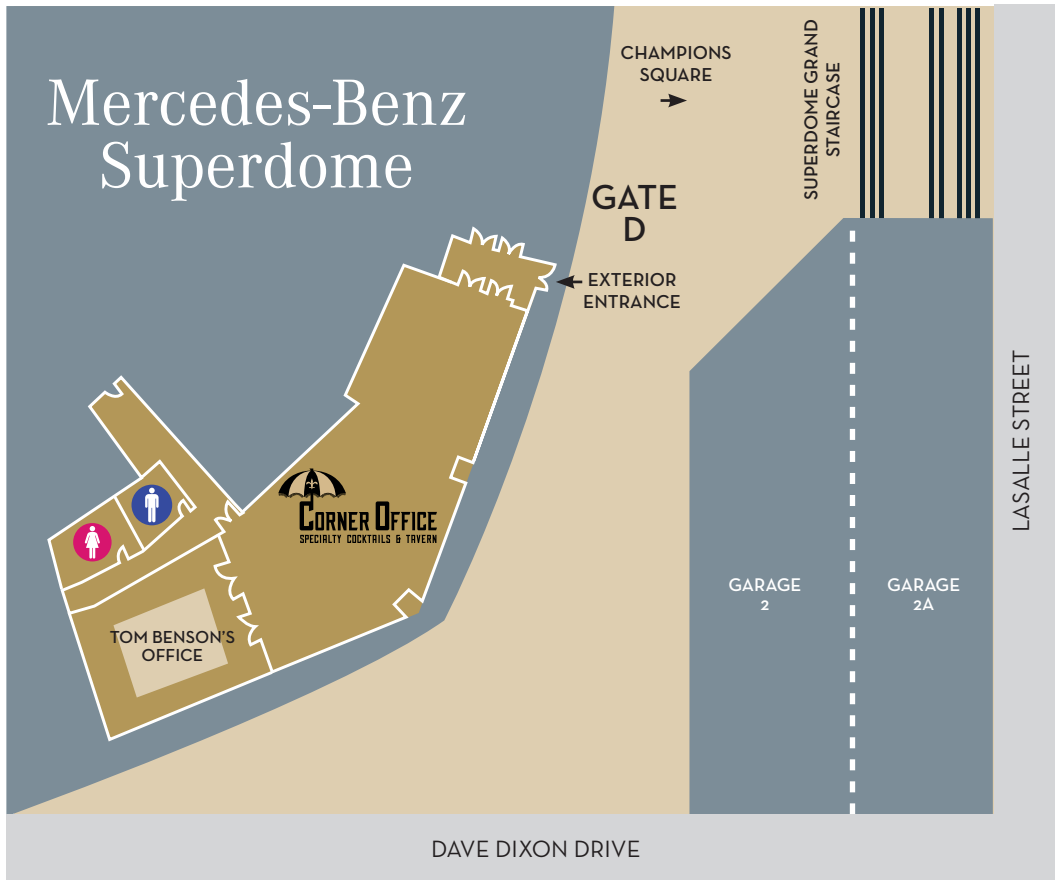 Mercedes-Benz
Superdome
CHAMPIONS
SQUARE
SUPERDOME GRAND
STAIRCASE
GATE
D
EXTERIOR
ENTRANCE
LASALLE STREET
CORNER OFFICE
SPECIALTY COCKTAILS & TAVERN
GARAGE
2
GARAGE
2A
TOM BENSON'S
OFFICE
DAVE DIXON DRIVE